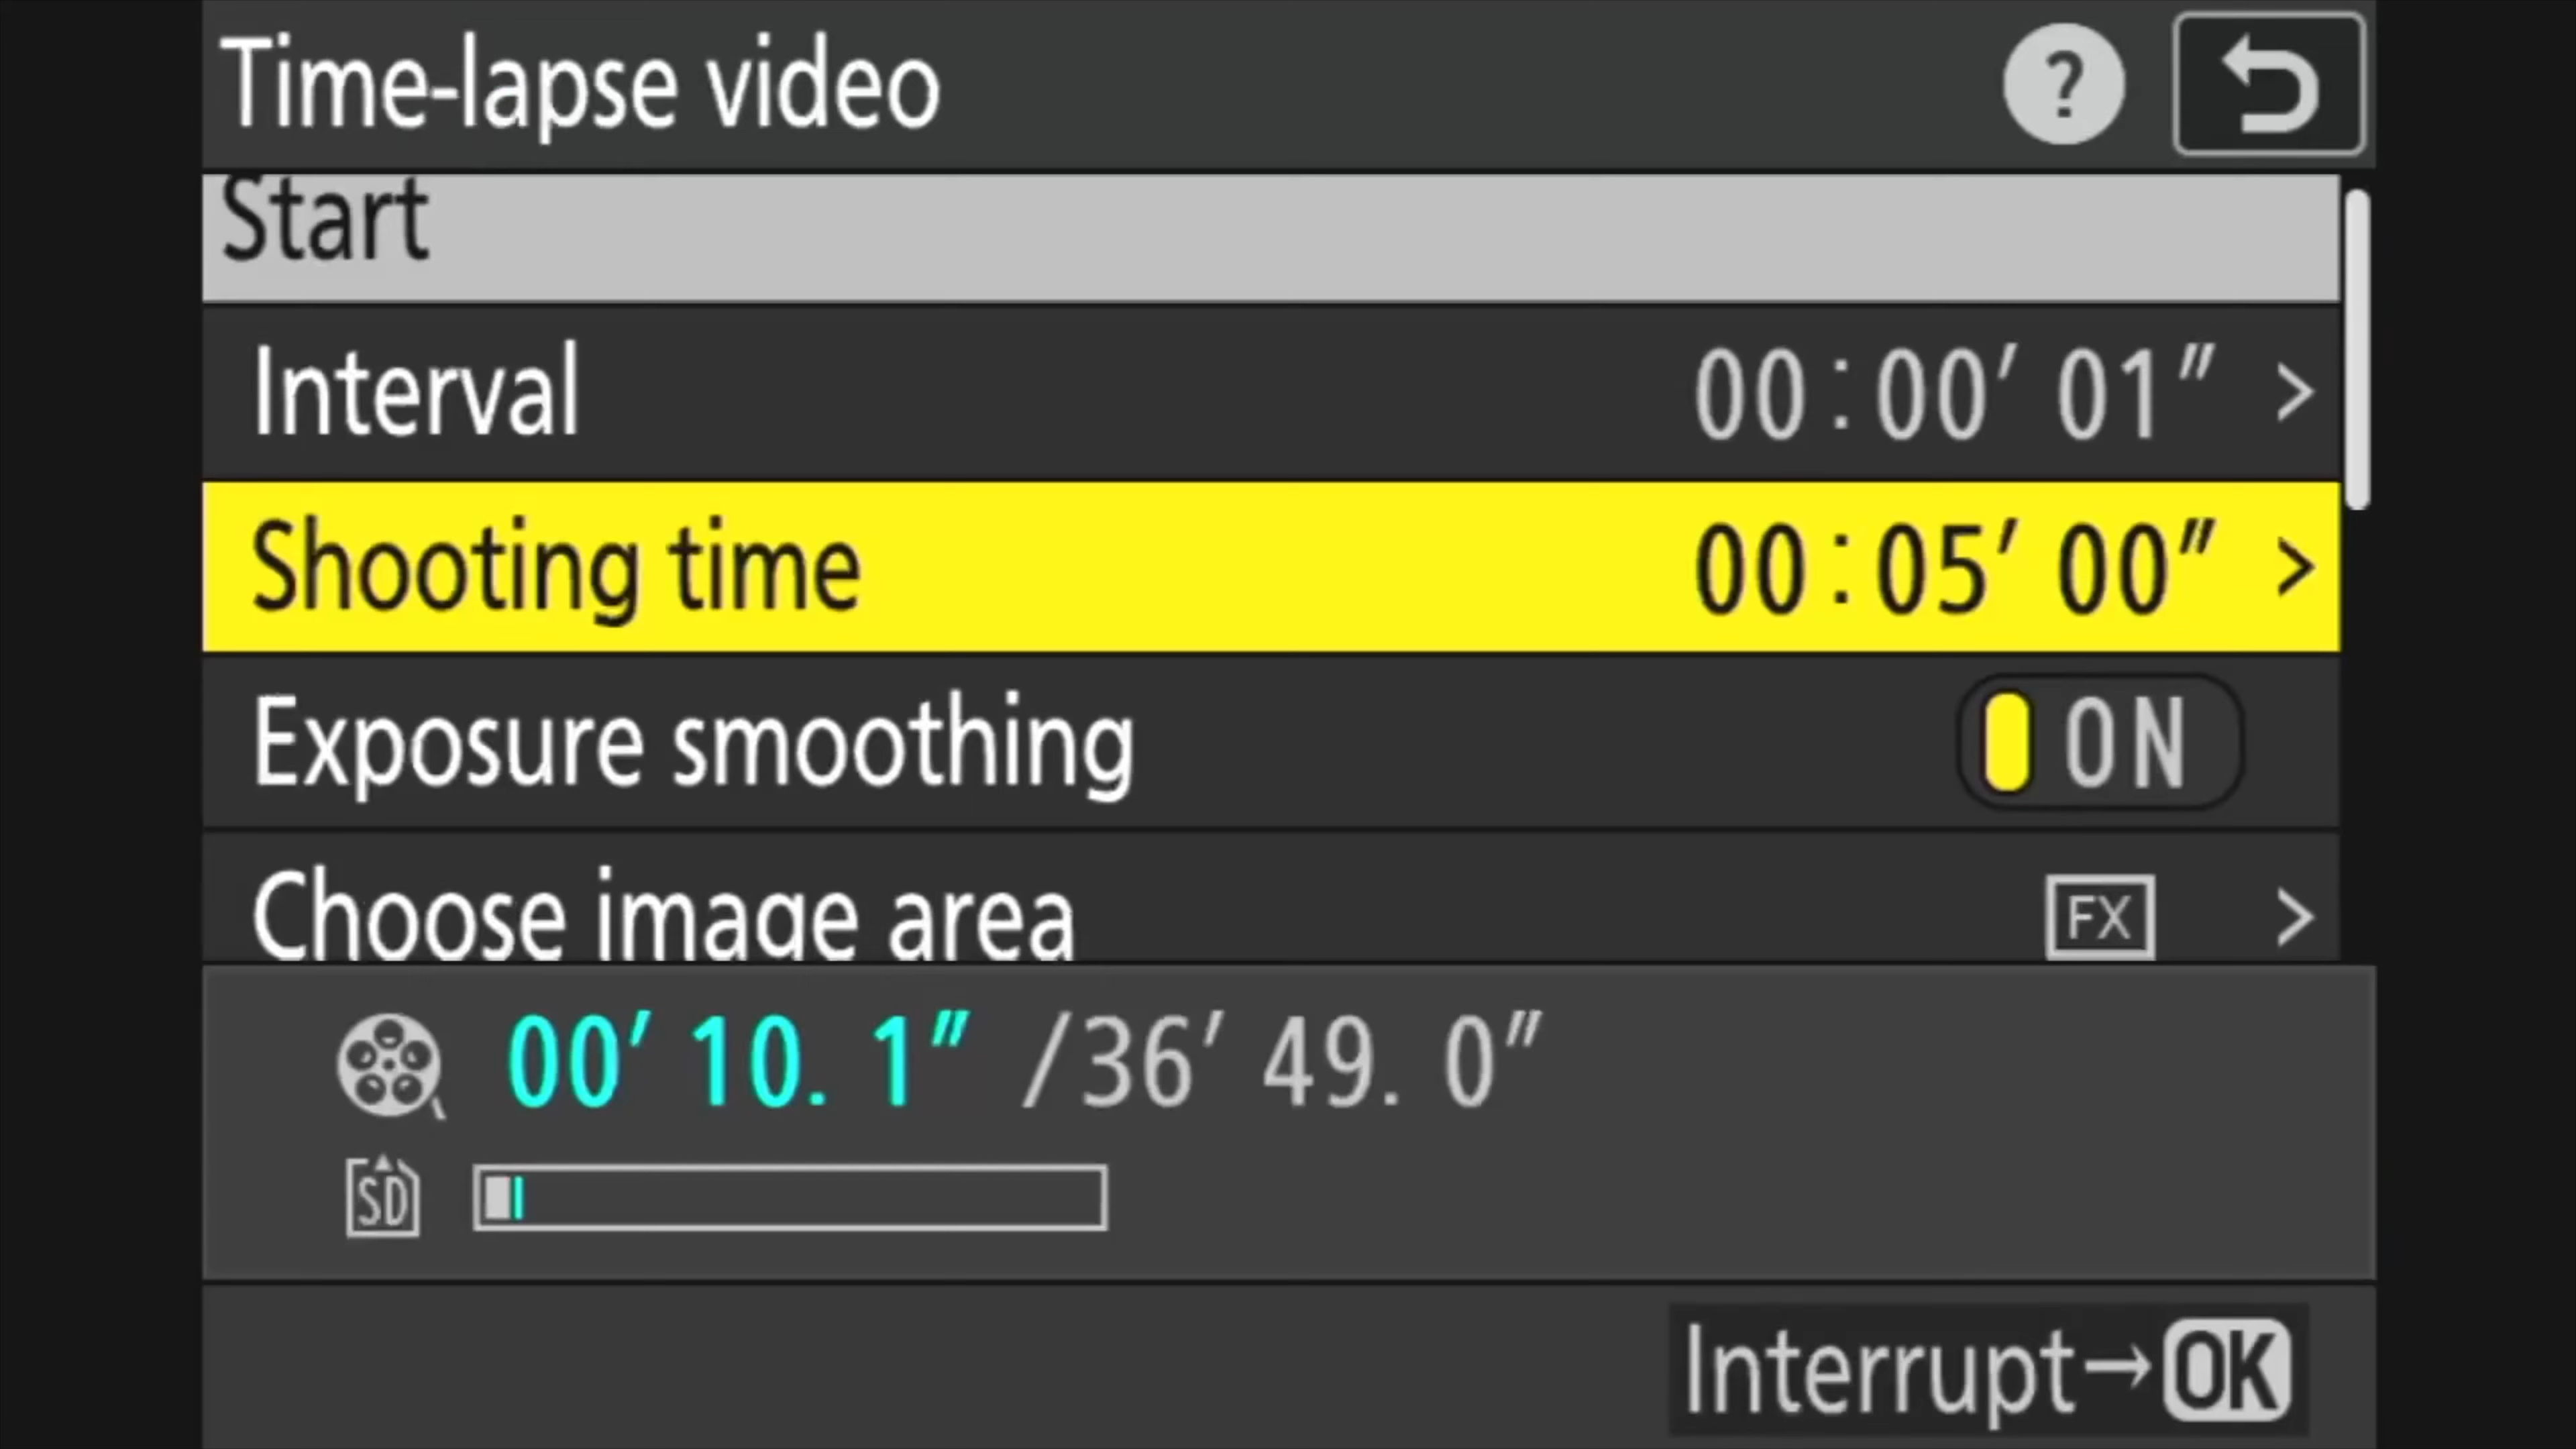 Time-lapse video ?
Start
Interval 00:00′ 01″ >
Shooting time 00:05′ 00″ >
Exposure smoothing ON
Choose image area FX >
00′ 10. 1″ /36′ 49. 0″
SD
Interrupt→OK